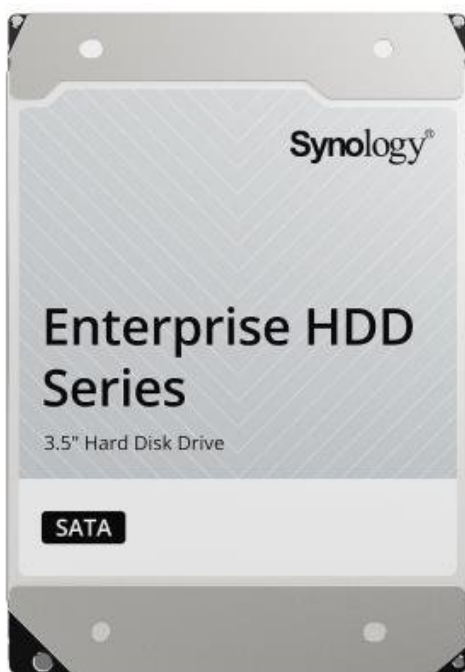 Synology®
Enterprise HDD
Series
3.5" Hard Disk Drive
SATA